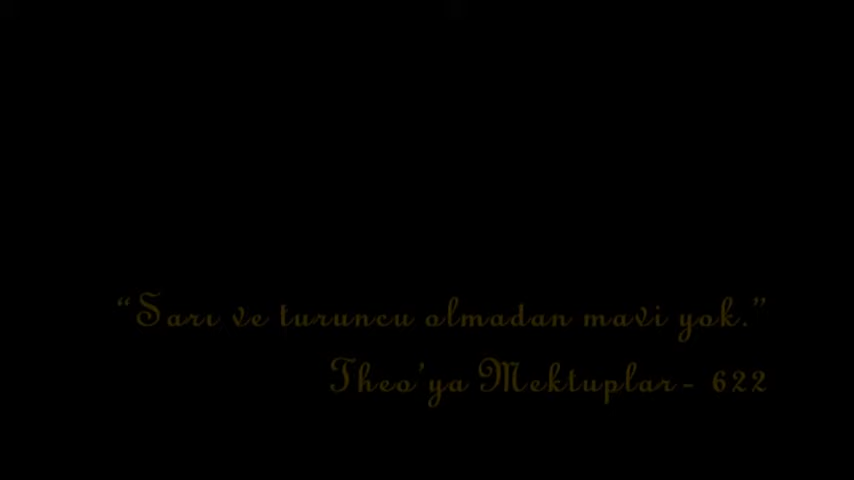 “Sarı ve turuncu olmadan mavi yok.”
Theo'ya Mektuplar - 622